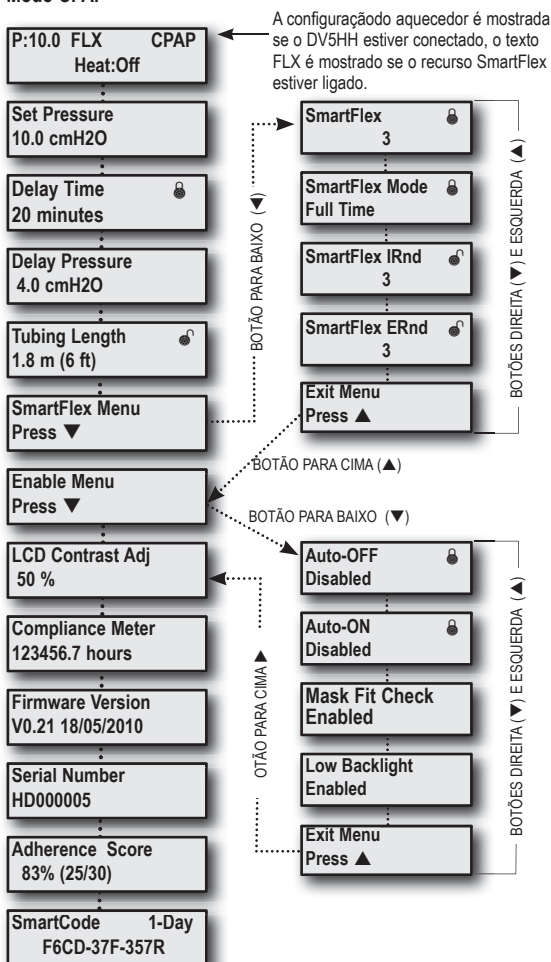 A configuraçãodo aquecedor é mostrada
se o DV5HH estiver conectado, o texto
FLX é mostrado se o recurso SmartFlex
estiver ligado.
P:10.0 FLX CPAP
Heat:Off
Set Pressure
10.0 cmH2O
Delay Time
20 minutes
Delay Pressure
4.0 cmH2O
Tubing Length
1.8 m (6 ft)
SmartFlex Menu
Press ▼
Enable Menu
Press ▼
LCD Contrast Adj
50 %
Compliance Meter
123456.7 hours
Firmware Version
V0.21 18/05/2010
Serial Number
HD000005
Adherence Score
83% (25/30)
SmartCode 1-Day
F6CD-37F-357R
BOTÃO PARA BAIXO (▼)
SmartFlex
3
SmartFlex Mode
Full Time
SmartFlex IRnd
3
SmartFlex ERnd
3
Exit Menu
Press ▲
BOTÕES DIREITA (▼) E ESQUERDA (▲)
BOTÃO PARA CIMA (▲)
BOTÃO PARA BAIXO (▼)
Auto-OFF
Disabled
Auto-ON
Disabled
Mask Fit Check
Enabled
Low Backlight
Enabled
Exit Menu
Press ▲
OTÃO PARA CIMA ▲
BOTÕES DIREITA (▼) E ESQUERDA (▲)